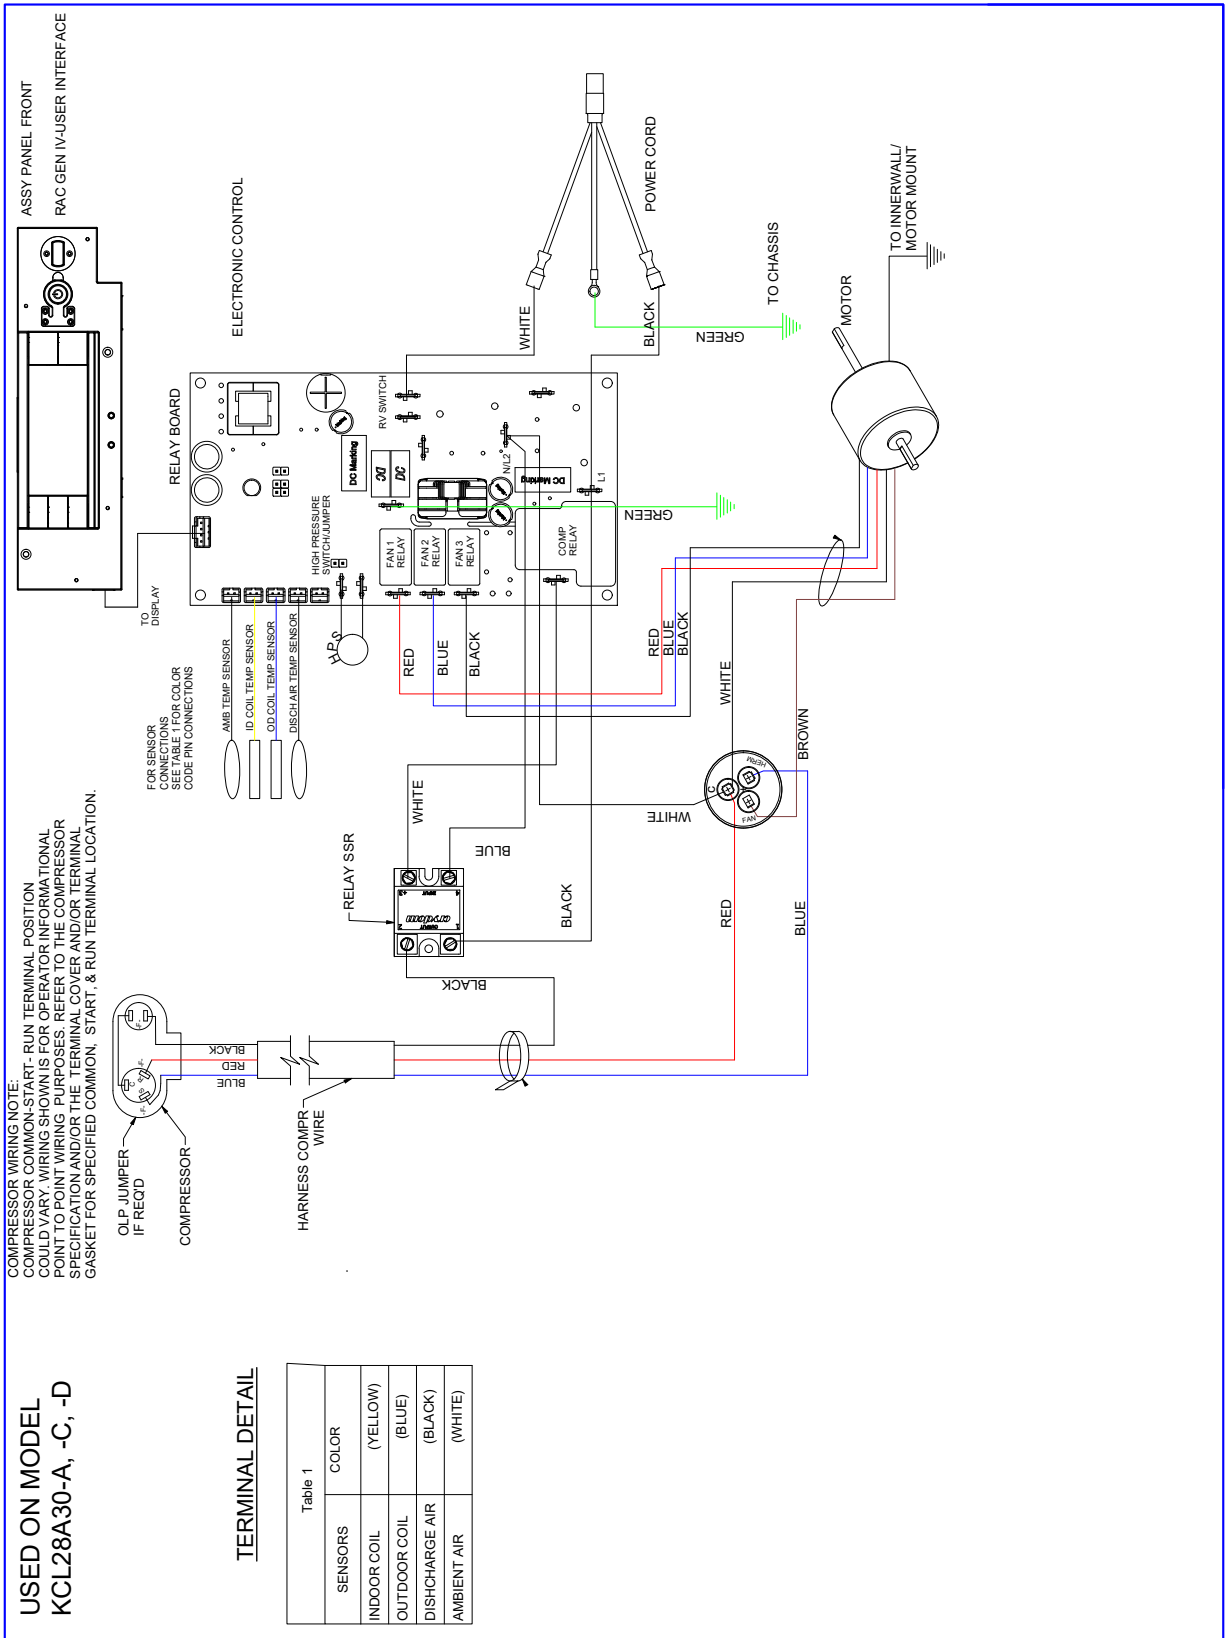 USED ON MODEL
KCL28A30-A, -C, -D
COMPRESSOR WIRING NOTE:
COMPRESSOR COMMON-START- RUN TERMINAL POSITION
COULD VARY. WIRING SHOWN IS FOR OPERATOR INFORMATIONAL
POINT TO POINT WIRING PURPOSES. REFER TO THE COMPRESSOR
SPECIFICATION AND/OR THE TERMINAL COVER AND/OR TERMINAL
GASKET FOR SPECIFIED COMMON, START, & RUN TERMINAL LOCATION.
ASSY PANEL FRONT
RAC GEN IV-USER INTERFACE
TERMINAL DETAIL
Table 1
SENSORS COLOR
INDOOR COIL (YELLOW)
OUTDOOR COIL (BLUE)
DISHCHARGE AIR (BLACK)
AMBIENT AIR (WHITE)
OLP JUMPER
IF REQ'D
COMPRESSOR
C
R
S
-F-
-F-
-F-
BLACK
RED
BLUE
HARNESS COMPR
WIRE
FOR SENSOR
CONNECTIONS
SEE TABLE 1 FOR COLOR
CODE PIN CONNECTIONS
TO
DISPLAY
AMB TEMP SENSOR
ID COIL TEMP SENSOR
OD COIL TEMP SENSOR
DISCH AIR TEMP SENSOR
RELAY BOARD
ELECTRONIC CONTROL
HIGH PRESSURE
SWITCH/JUMPER
H.P.S
DC Marking
DC
DC
RV SWITCH
FAN 1
RELAY
FAN 2
RELAY
FAN 3
RELAY
N/L2
DC Marking
COMP
RELAY
L1
RED
BLUE
BLACK
WHITE
RELAY SSR
INPUT
crydom
OUTPUT
BLUE
BLACK
BLACK
WHITE
BLACK
POWER CORD
GREEN
TO CHASSIS
GREEN
RED
BLUE
BLACK
WHITE
WHITE
C
HERM
FAN
BROWN
RED
BLUE
MOTOR
TO INNERWALL/
MOTOR MOUNT